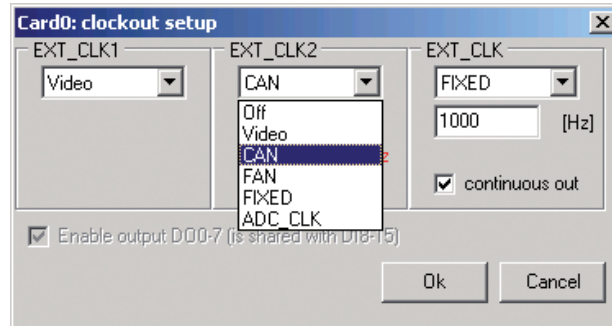 Card0: clockout setup
EXT_CLK1
EXT_CLK2
EXT_CLK
Video
CAN
FIXED
Off
Video
CAN
FAN
FIXED
ADC_CLK
1000 [Hz]
z
continuous out
Enable output DO0-7 (is shared with DI8-15)
Ok
Cancel